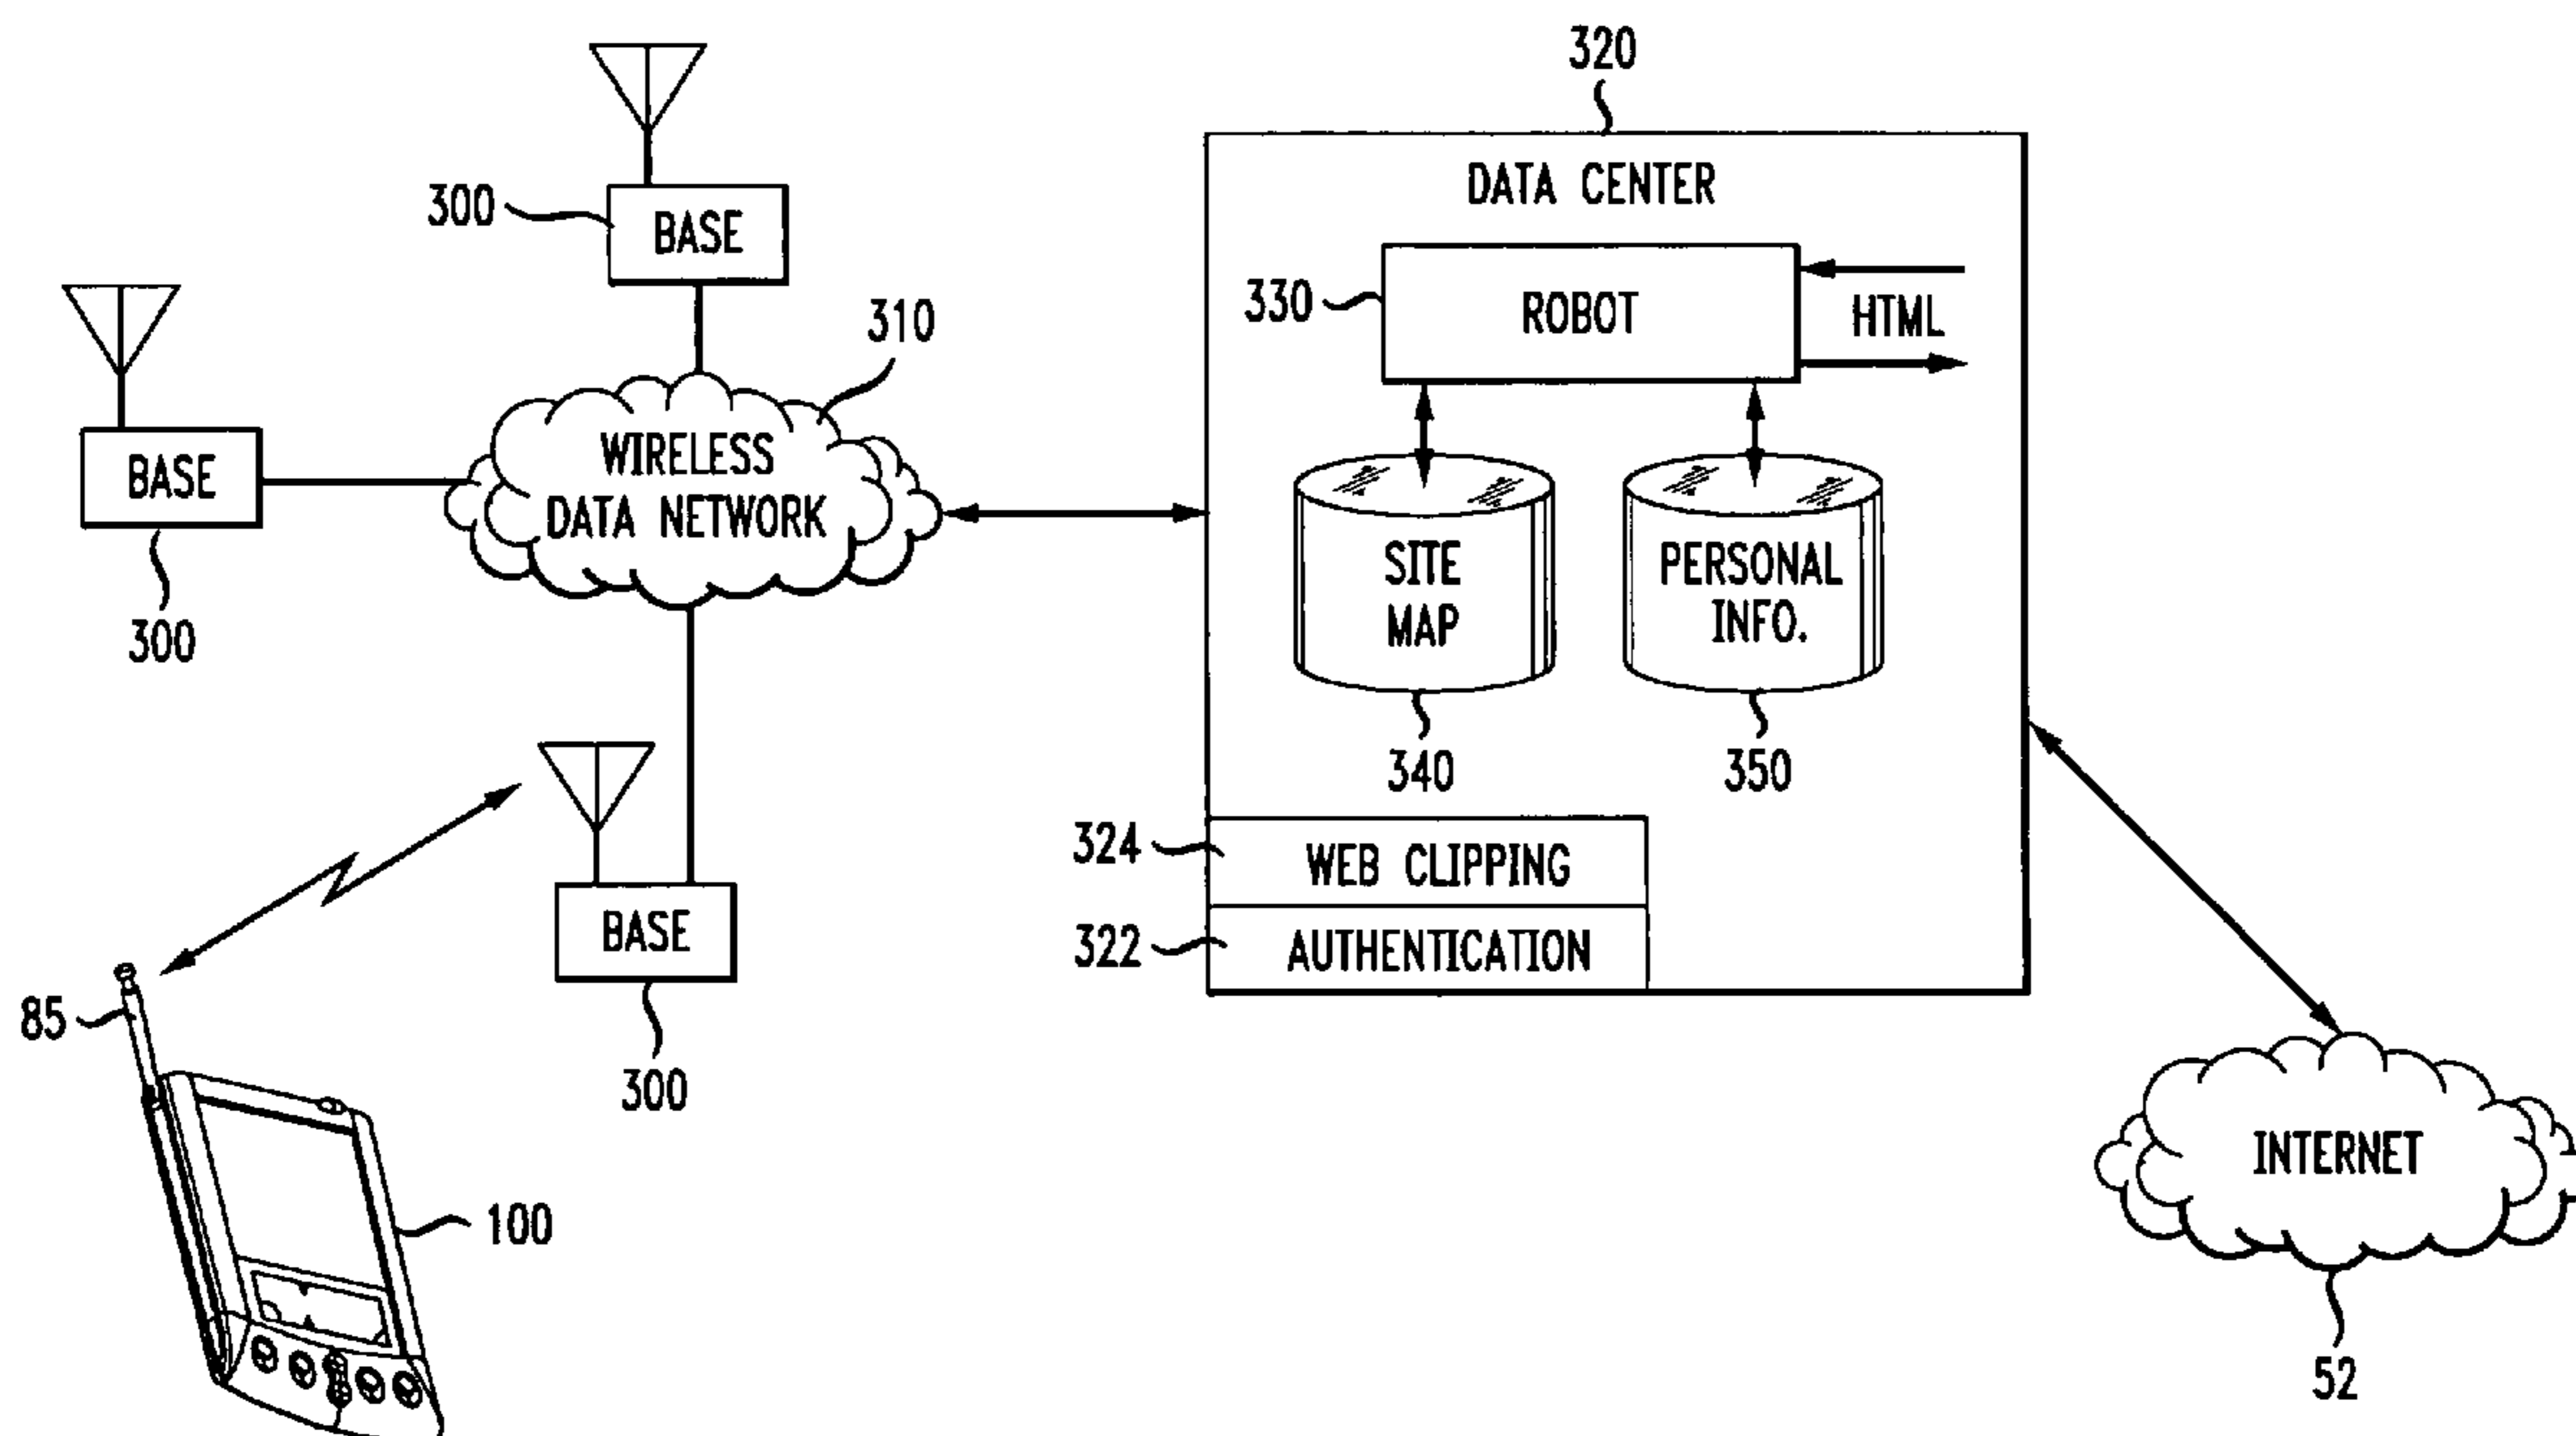 320
DATA CENTER
300
BASE
330
ROBOT
HTML
310
BASE
WIRELESS
DATA NETWORK
300
SITE
MAP
PERSONAL
INFO.
340
350
324
WEB CLIPPING
322
AUTHENTICATION
BASE
300
85
100
INTERNET
52